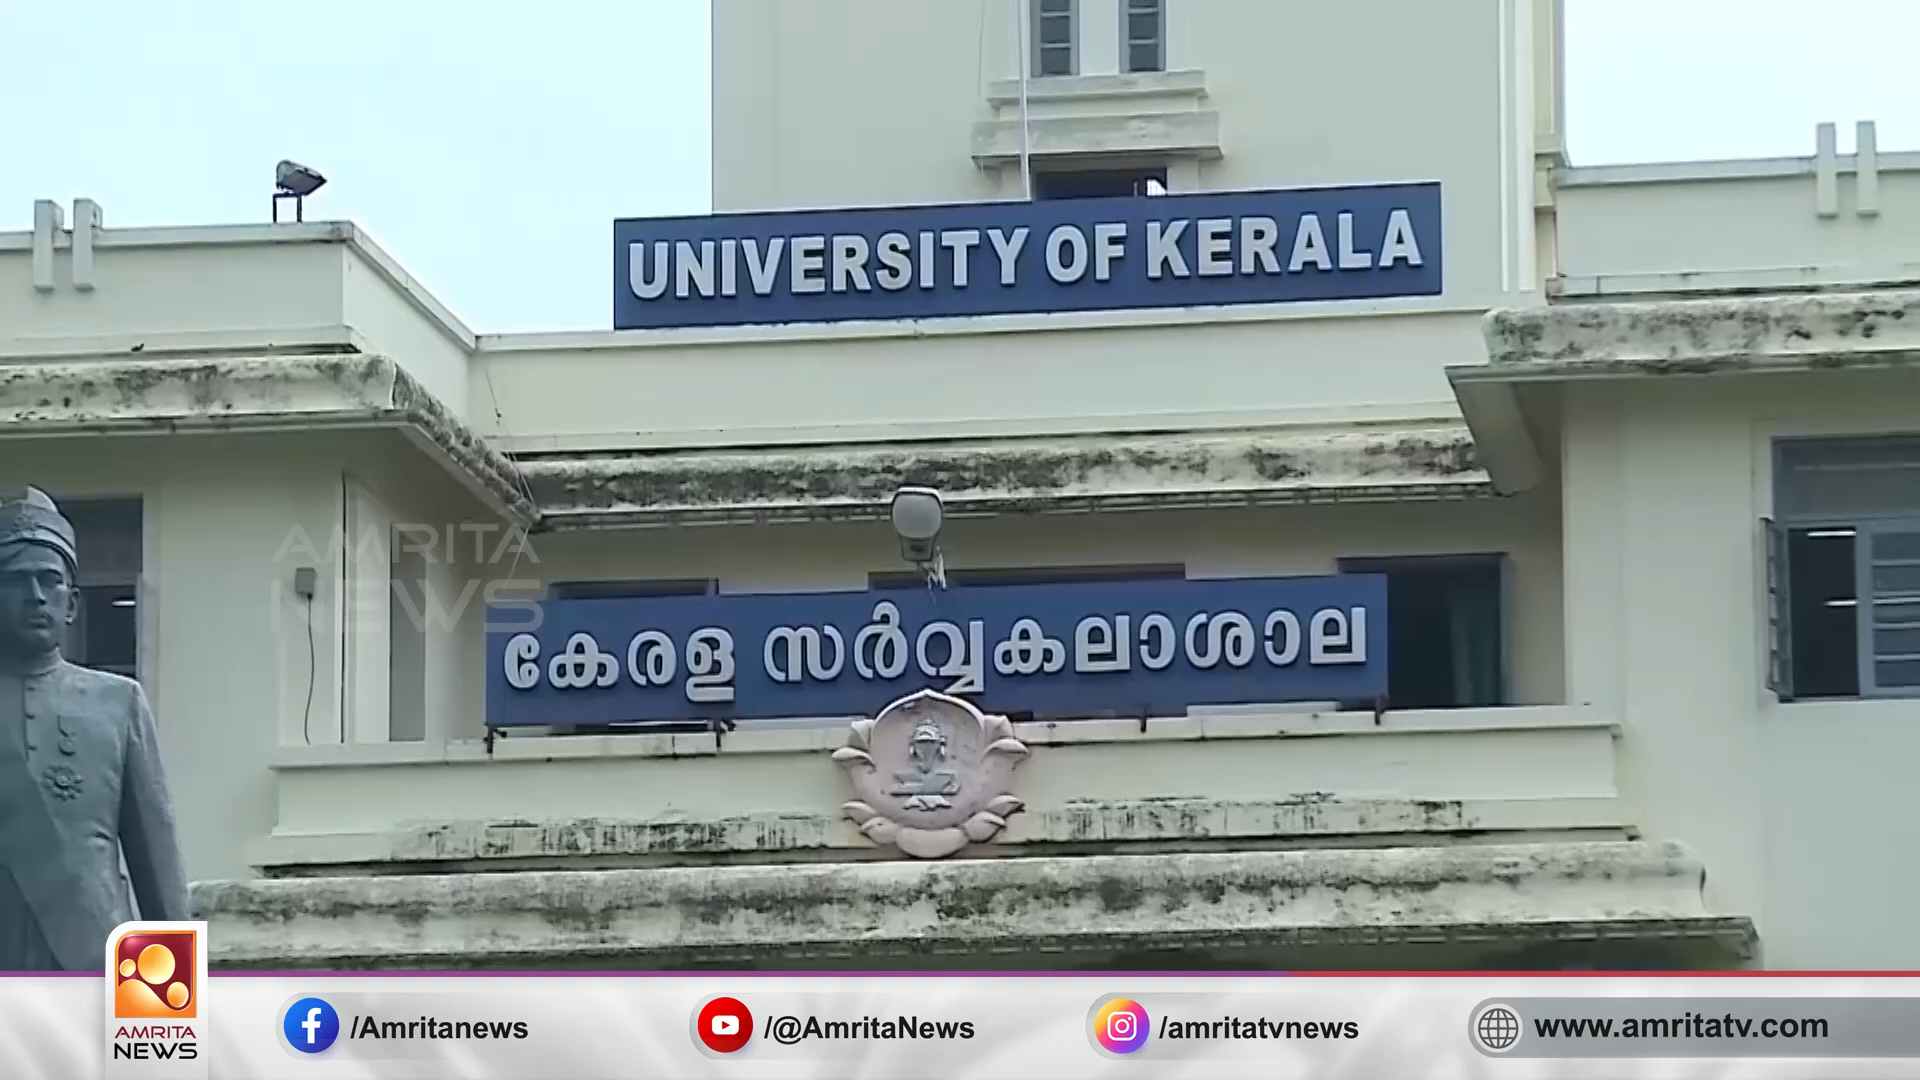 UNIVERSITY OF KERALA
AMRITA
NEWS
കേരള സർവ്വകലാശാല
AMRITA
NEWS
/Amritanews
/@AmritaNews
/amritatvnews
www.amritatv.com